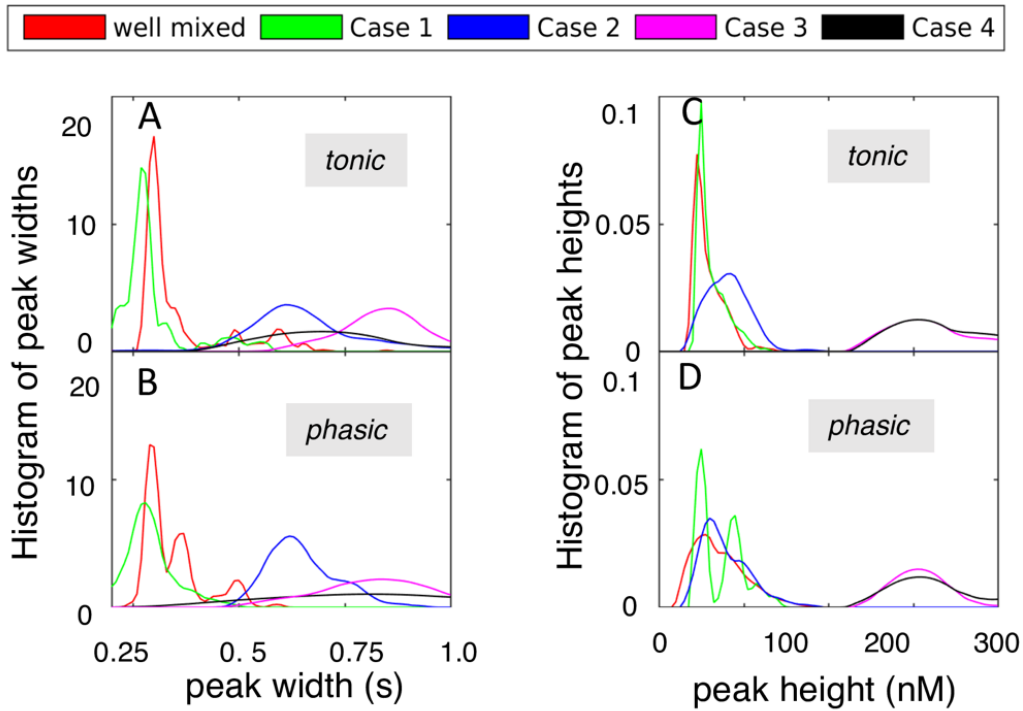 well mixed Case 1 Case 2 Case 3 Case 4
A
tonic
20
10
0
Histogram of peak widths
B
phasic
20
10
0
0.25 0. 5 0.75 1.0
peak width (s)
C
tonic
0.1
0.05
0
Histogram of peak heights
D
phasic
0.1
0.05
0
0 100 200 300
peak height (nM)